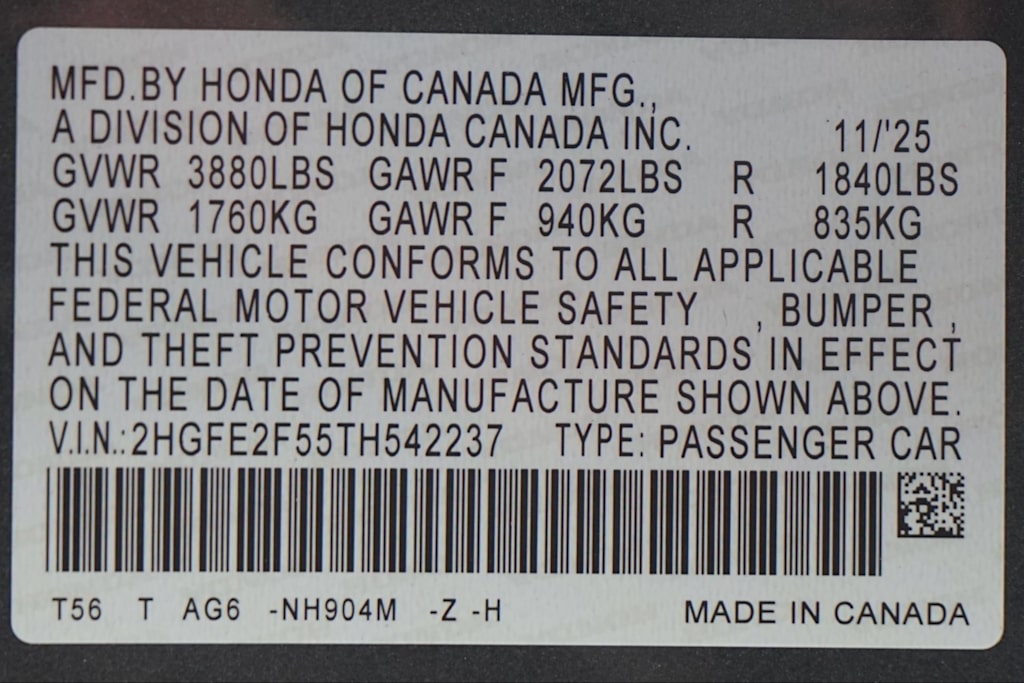 MFD.BY HONDA OF CANADA MFG.,
A DIVISION OF HONDA CANADA INC. 11/'25
GVWR 3880LBS GAWR F 2072LBS R 1840LBS
GVWR 1760KG GAWR F 940KG R 835KG
THIS VEHICLE CONFORMS TO ALL APPLICABLE
FEDERAL MOTOR VEHICLE SAFETY , BUMPER ,
AND THEFT PREVENTION STANDARDS IN EFFECT
ON THE DATE OF MANUFACTURE SHOWN ABOVE.
V.I.N.:2HGFE2F55TH542237 TYPE: PASSENGER CAR
T56 T AG6 -NH904M -Z -H MADE IN CANADA